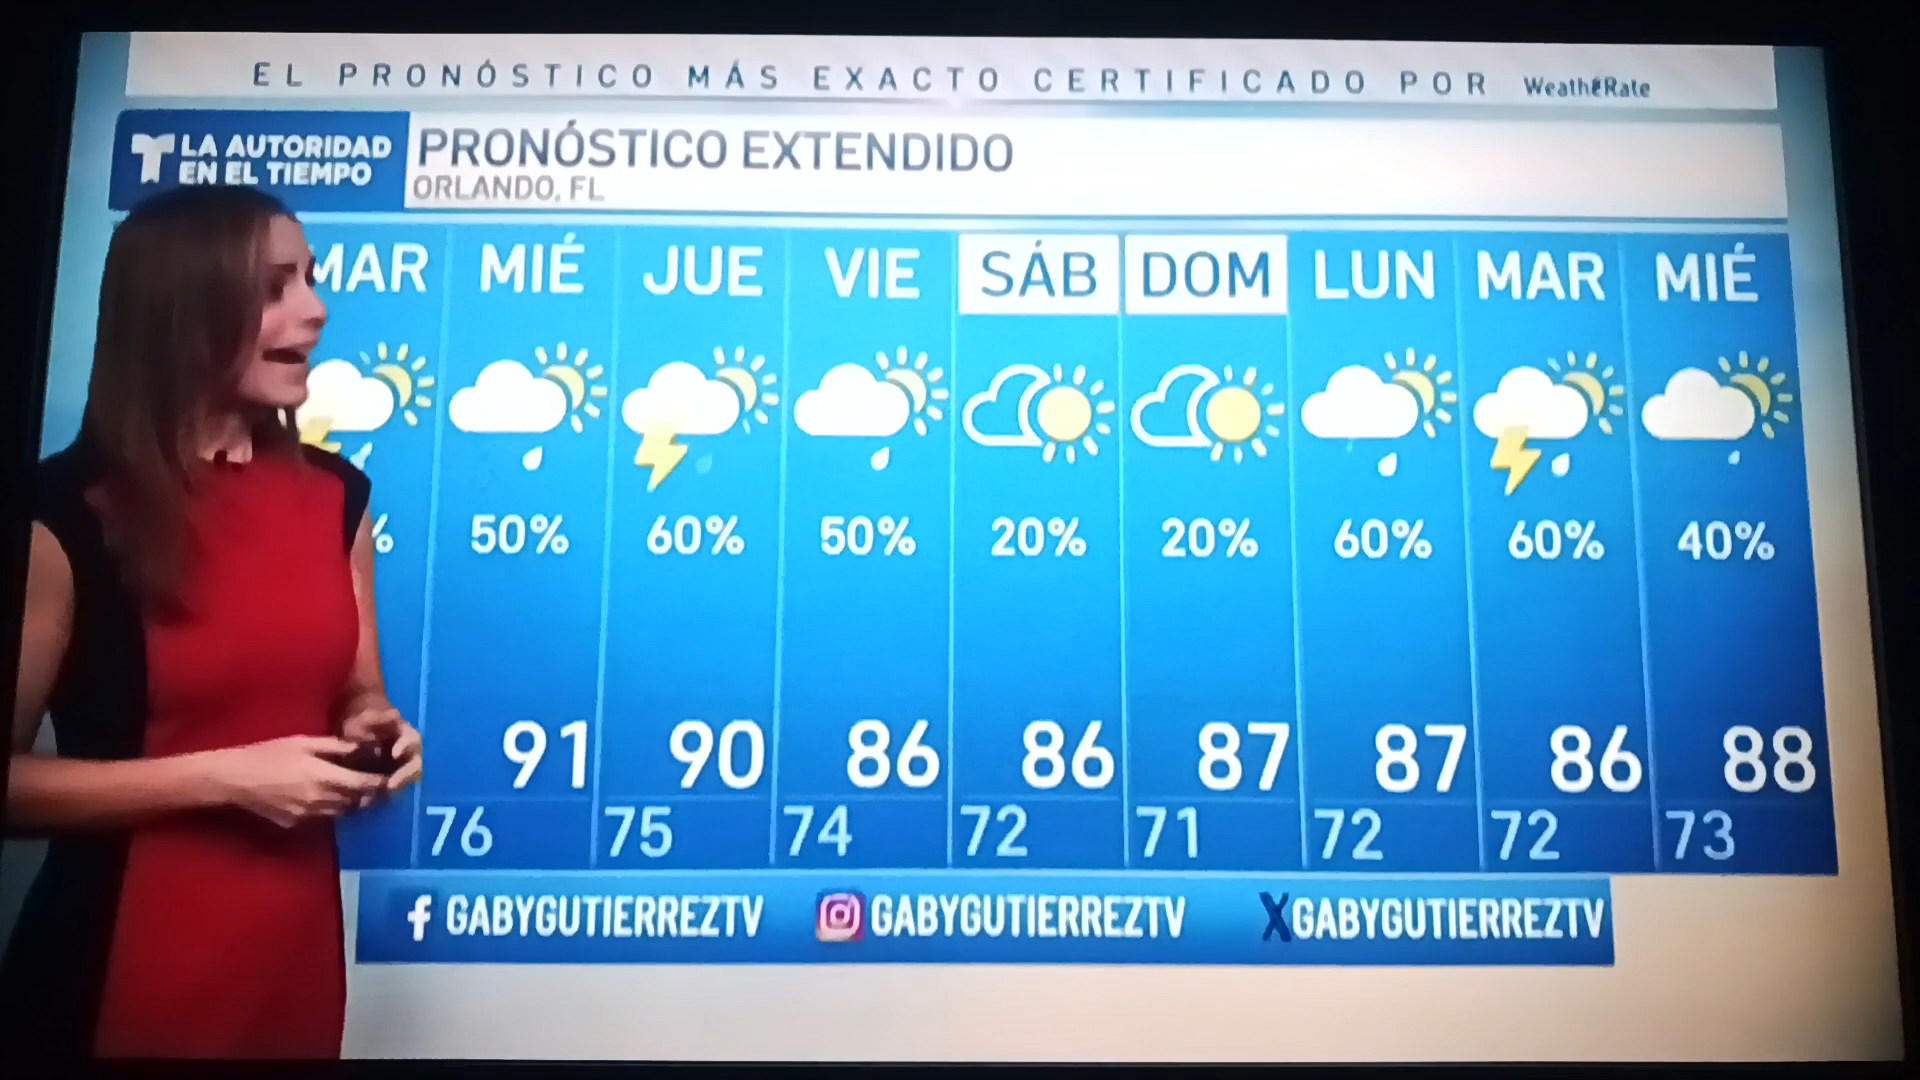 EL PRONÓSTICO MÁS EXACTO CERTIFICADO POR WeatheRate
LA AUTORIDAD
EN EL TIEMPO
PRONÓSTICO EXTENDIDO
ORLANDO, FL
MAR MIÉ JUE VIE SÁB DOM LUN MAR MIÉ
% 50% 60% 50% 20% 20% 60% 60% 40%
91 90 86 86 87 87 86 88
76 75 74 72 71 72 72 73
GABYGUTIERREZTV GABYGUTIERREZTV XGABYGUTIERREZTV